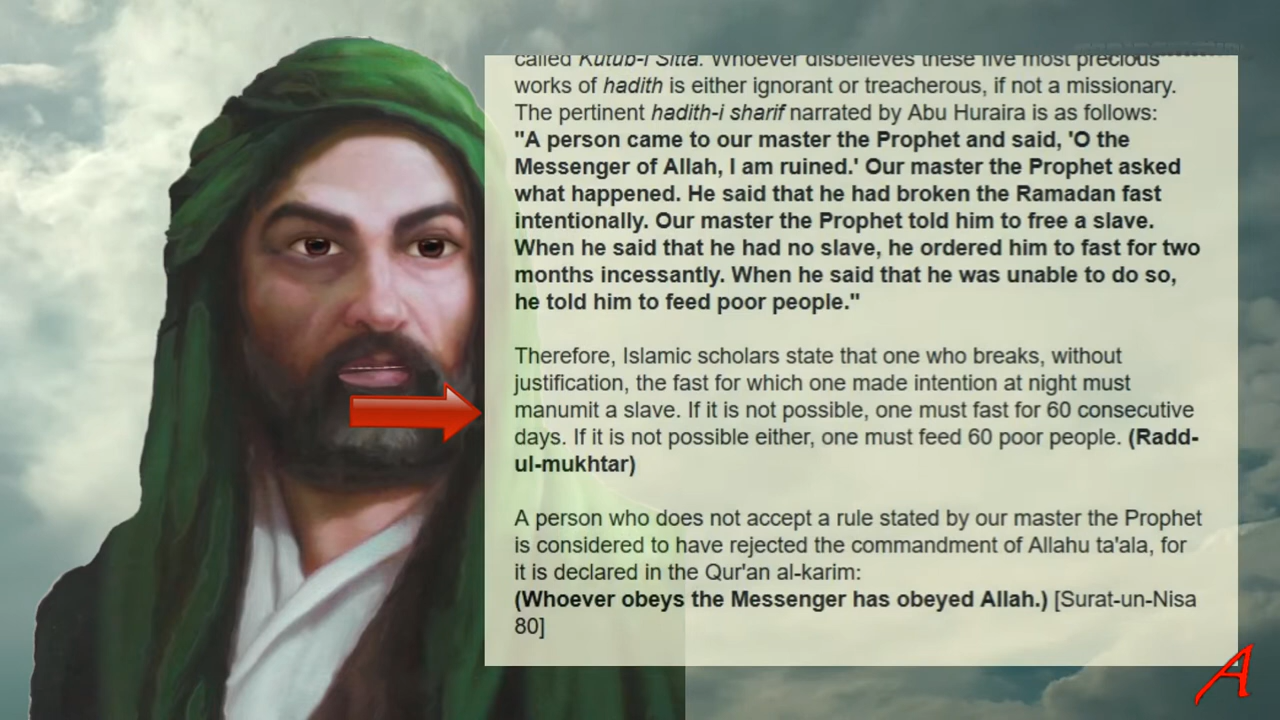 called Kutub-i Sitta. Whoever disbelieves these five most precious
works of hadith is either ignorant or treacherous, if not a missionary.
The pertinent hadith-i sharif narrated by Abu Huraira is as follows:
"A person came to our master the Prophet and said, 'O the
Messenger of Allah, I am ruined.' Our master the Prophet asked
what happened. He said that he had broken the Ramadan fast
intentionally. Our master the Prophet told him to free a slave.
When he said that he had no slave, he ordered him to fast for two
months incessantly. When he said that he was unable to do so,
he told him to feed poor people."
Therefore, Islamic scholars state that one who breaks, without
justification, the fast for which one made intention at night must
manumit a slave. If it is not possible, one must fast for 60 consecutive
days. If it is not possible either, one must feed 60 poor people. (Radd-
ul-mukhtar)
A person who does not accept a rule stated by our master the Prophet
is considered to have rejected the commandment of Allahu ta'ala, for
it is declared in the Qur'an al-karim:
(Whoever obeys the Messenger has obeyed Allah.) [Surat-un-Nisa
80]
A